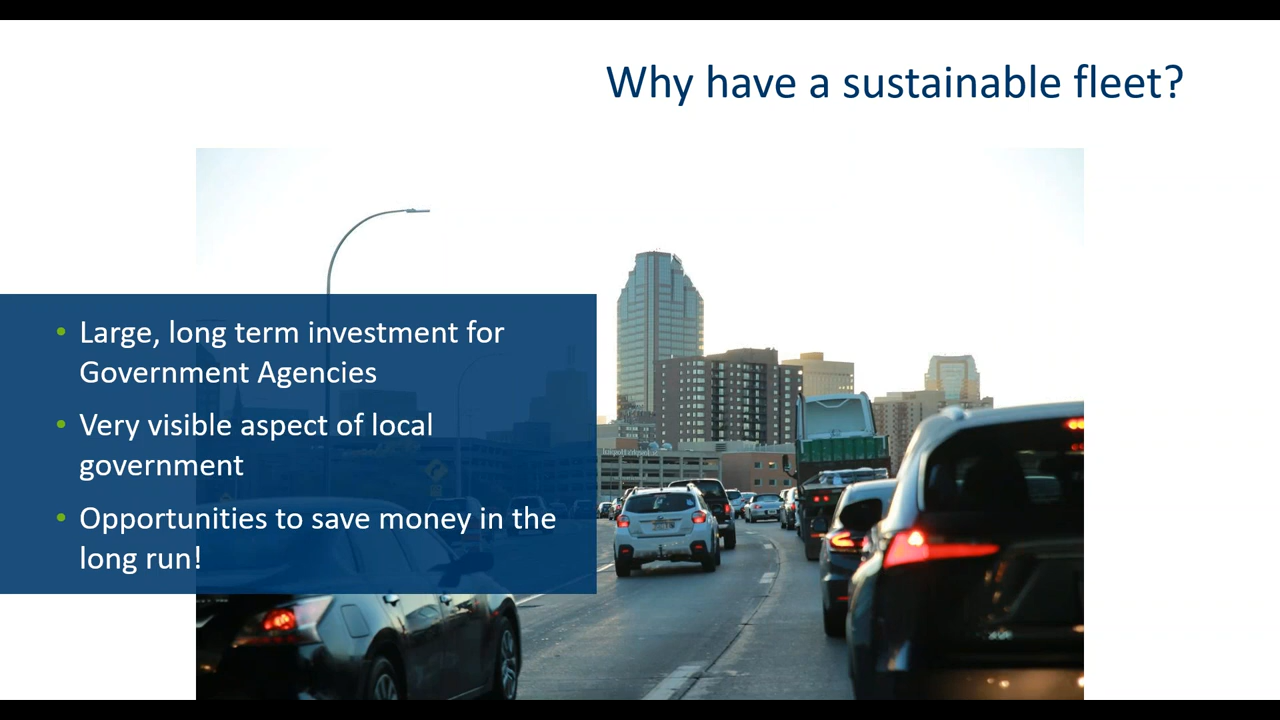 Why have a sustainable fleet?
• Large, long term investment for
Government Agencies
• Very visible aspect of local
government
• Opportunities to save money in the
long run!